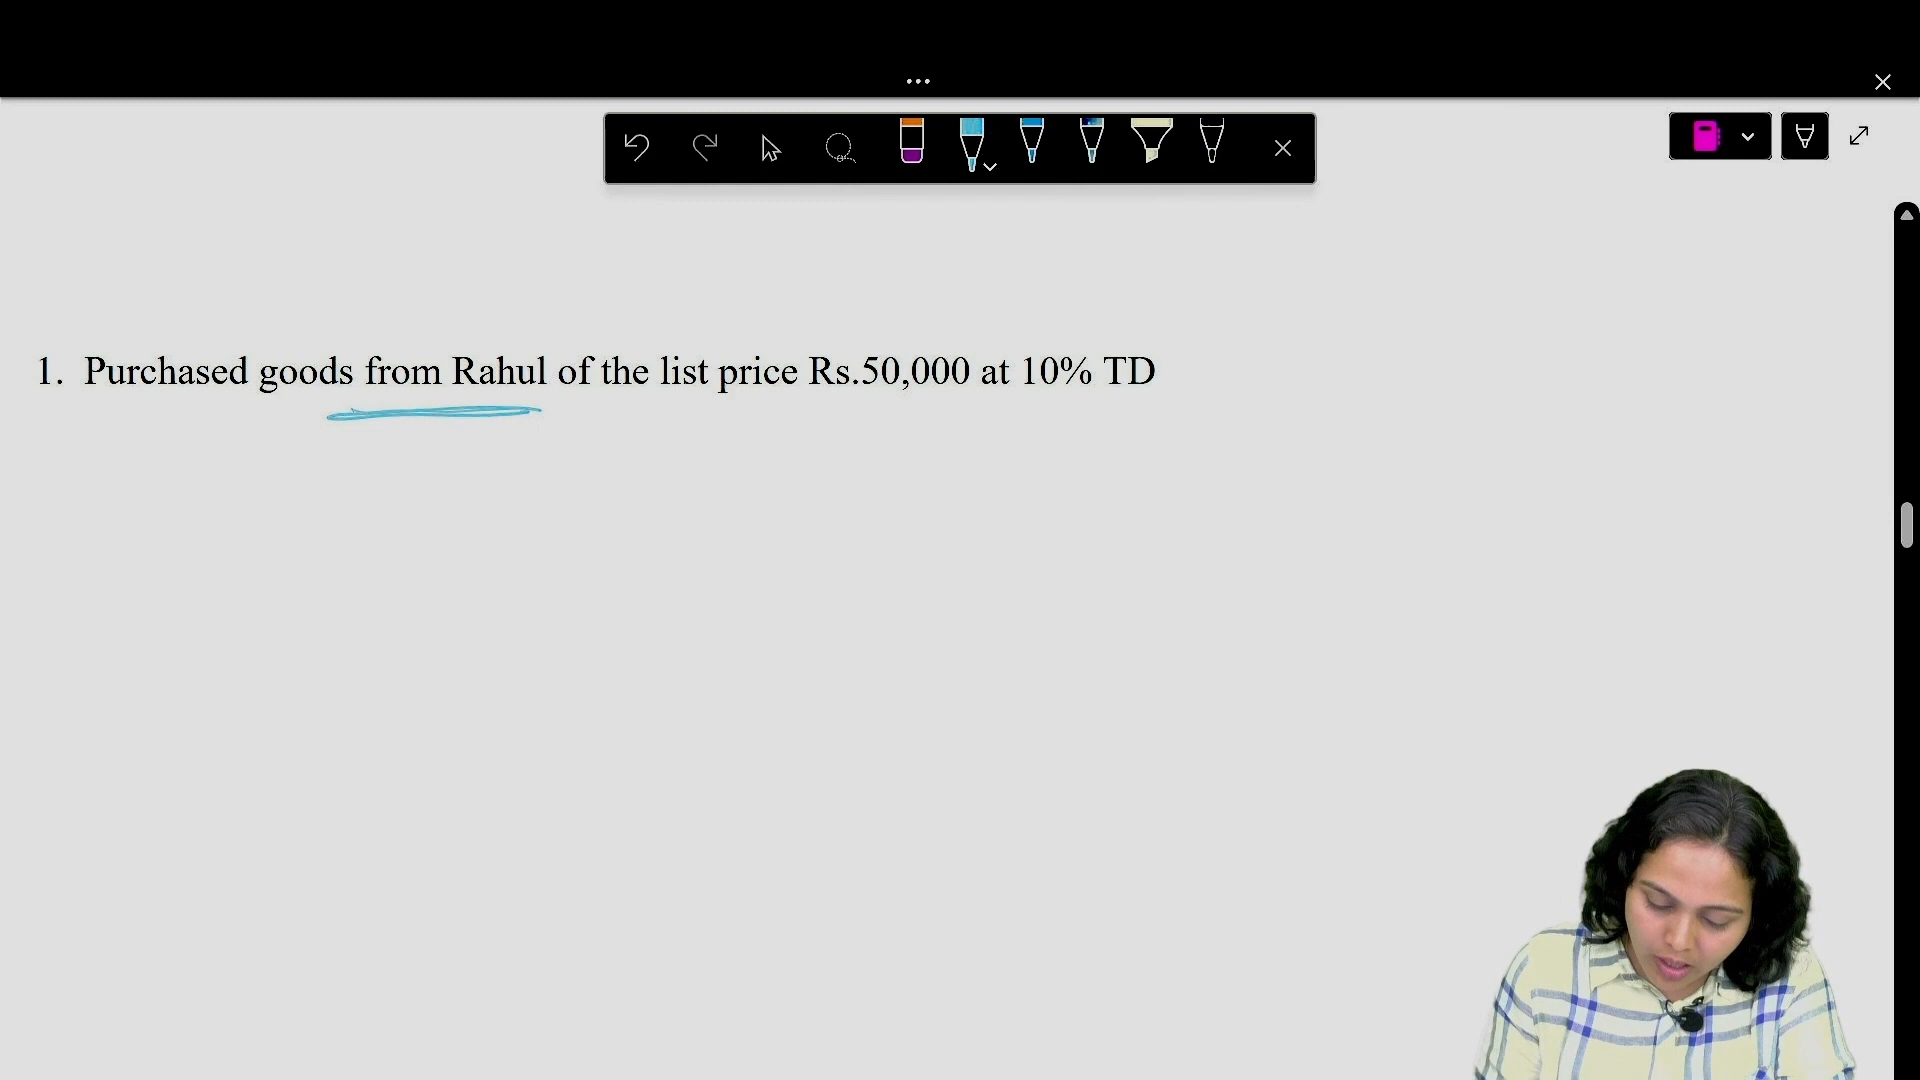 1. Purchased goods from Rahul of the list price Rs.50,000 at 10% TD